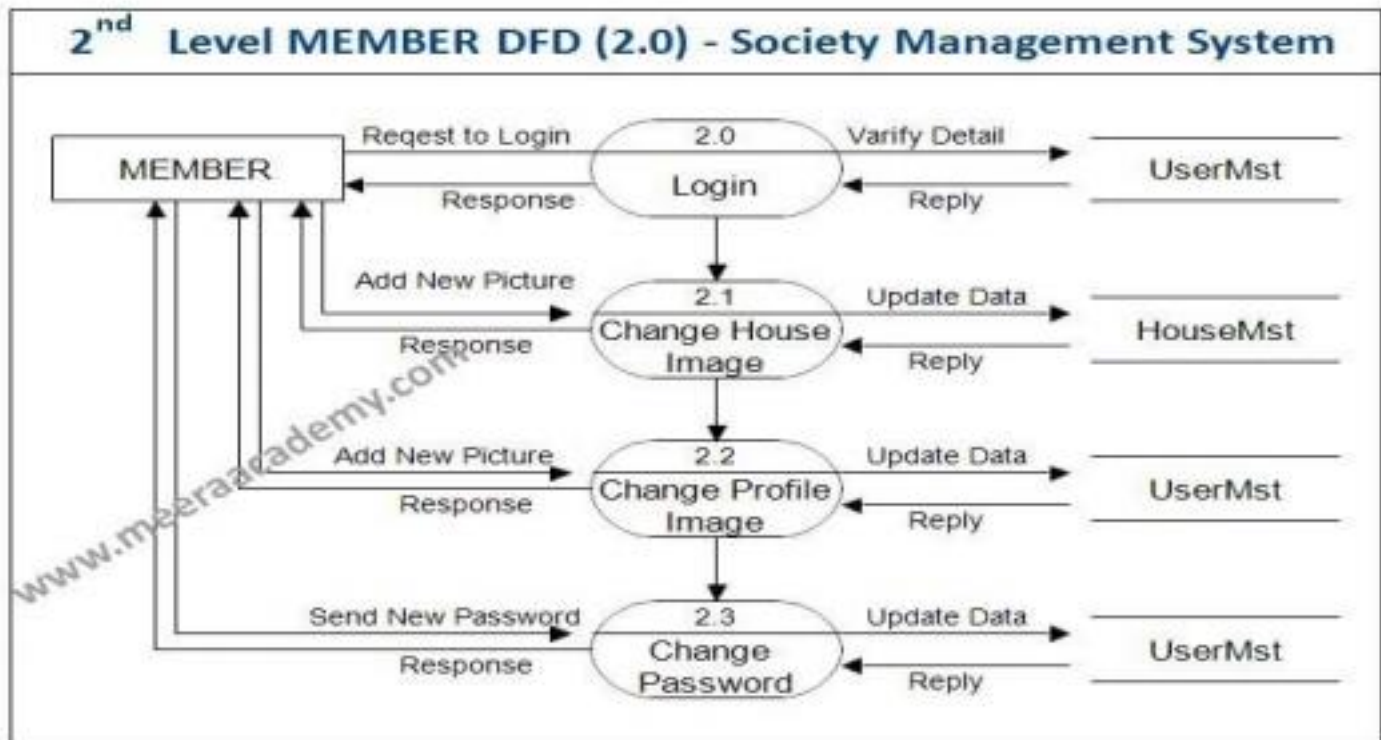 2nd Level MEMBER DFD (2.0) - Society Management System
MEMBER
Reqest to Login
Response
2.0
Login
Varify Detail
Reply
UserMst
Add New Picture
Response
2.1
Change House
Image
Update Data
Reply
HouseMst
Add New Picture
Response
2.2
Change Profile
Image
Update Data
Reply
UserMst
Send New Password
Response
2.3
Change
Password
Update Data
Reply
UserMst
www.meeraacademy.com